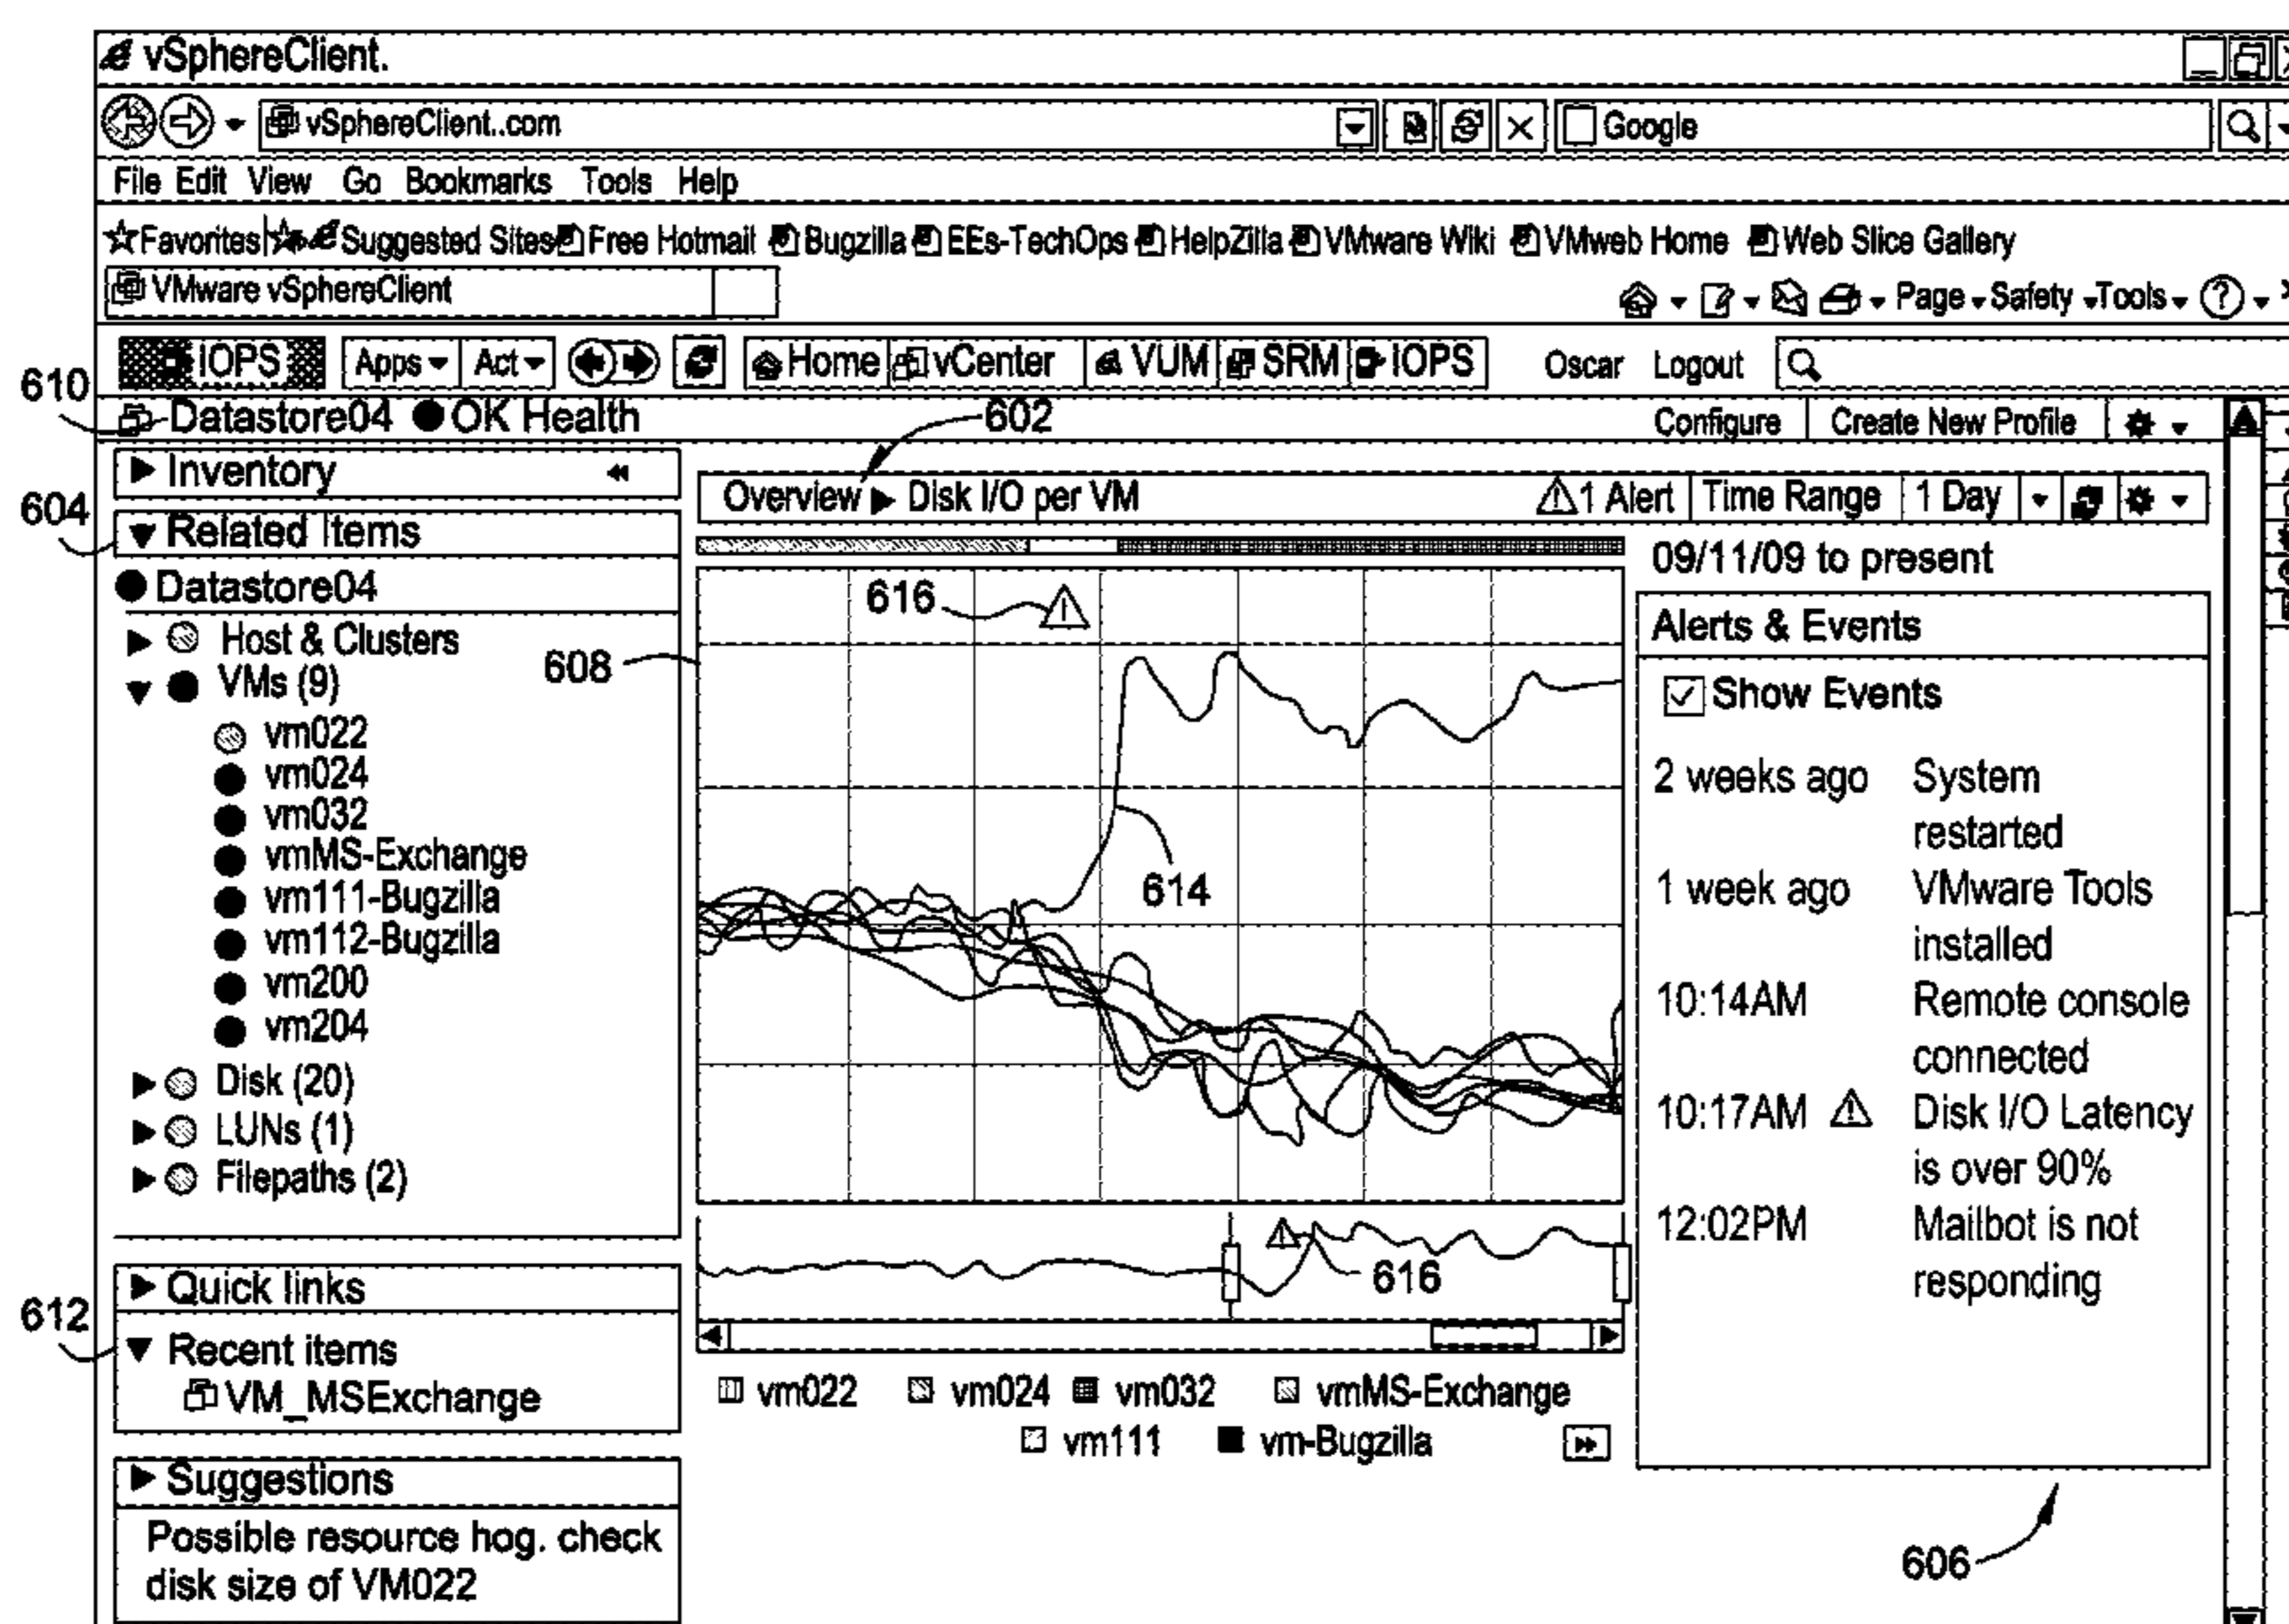 vSphereClient.
vSphereClient..com Google
File Edit View Go Bookmarks Tools Help
Favorites Suggested Sites Free Hotmail Bugzilla EEs-TechOps HelpZilla VMware Wiki VMweb Home Web Slice Gallery
VMware vSphereClient Page Safety Tools ?
IOPS Apps Act Home vCenter VUM SRM IOPS Oscar Logout
610
Datastore04 OK Health 602 Configure Create New Profile
Inventory
Overview Disk I/O per VM 1 Alert Time Range 1 Day
604
Related Items
09/11/09 to present
Datastore04
616
Host & Clusters
608
VMs (9)
vm022
vm024
vm032
vmMS-Exchange
vm111-Bugzilla
vm112-Bugzilla
vm200
vm204
Disk (20)
LUNs (1)
Filepaths (2)
614
Alerts & Events
Show Events
2 weeks ago System
restarted
1 week ago VMware Tools
installed
10:14AM Remote console
connected
10:17AM Disk I/O Latency
is over 90%
12:02PM Mailbot is not
responding
616
Quick links
612
Recent items
VM_MSExchange
vm022 vm024 vm032 vmMS-Exchange
vm111 vm-Bugzilla
Suggestions
Possible resource hog. check
disk size of VM022
606